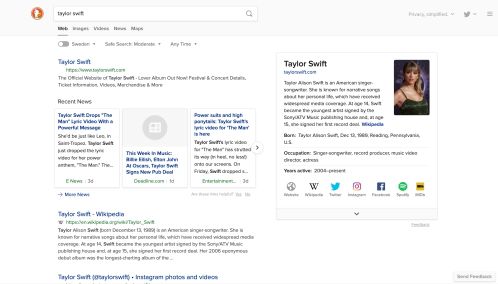 taylor swift
Privacy, simplified.
Web Images Videos News Maps
Sweden Safe Search: Moderate Any Time
Taylor Swift
https://www.taylorswift.com
The Official Website of Taylor Swift - Lover Album Out Now! Festival & Concert Details,
Ticket Information, Videos, Merchandise & More
Recent News
Taylor Swift Drops "The
Man" Lyric Video With a
Powerful Message
She'd be just like Leo, in
Saint-Tropez. Taylor Swift
just dropped the lyric
video for her power
anthem, "The Man." The...
E News · 3d
This Week In Music:
Billie Eilish, Elton John
At Oscars, Taylor Swift
Signs New Pub Deal
Deadline.com · 1d
Power suits and high
ponytails: Taylor Swift's
lyric video for 'The Man'
is here
Taylor Swift's lyric video
for "The Man" has strutted
its way (in heel, no less)
onto our screens. On
Friday, Swift dropped s...
Entertainment... · 3d
More News
Are these links helpful? Yes No
Taylor Swift - Wikipedia
https://en.wikipedia.org/wiki/Taylor_Swift
Taylor Alison Swift (born December 13, 1989) is an American singer-songwriter. She is
known for narrative songs about her personal life, which have received widespread media
coverage. At age 14, Swift became the youngest artist signed by the Sony/ATV Music
publishing house and, at age 15, she signed her first record deal. Her 2006 eponymous
debut album was the longest-charting album of the...
Taylor Swift (@taylorswift) • Instagram photos and videos
Taylor Swift
taylorswift.com
Taylor Alison Swift is an American singer-
songwriter. She is known for narrative songs
about her personal life, which have received
widespread media coverage. At age 14, Swift
became the youngest artist signed by the
Sony/ATV Music publishing house and, at age
15, she signed her first record deal. Wikipedia
Born: Taylor Alison Swift, Dec 13, 1989; Reading, Pennsylvania,
U.S.
Occupation: Singer-songwriter, record producer, music video
director, actress
Years active: 2004–present
Website Wikipedia Twitter Instagram Facebook Spotify IMDb
Feedback
Send Feedback